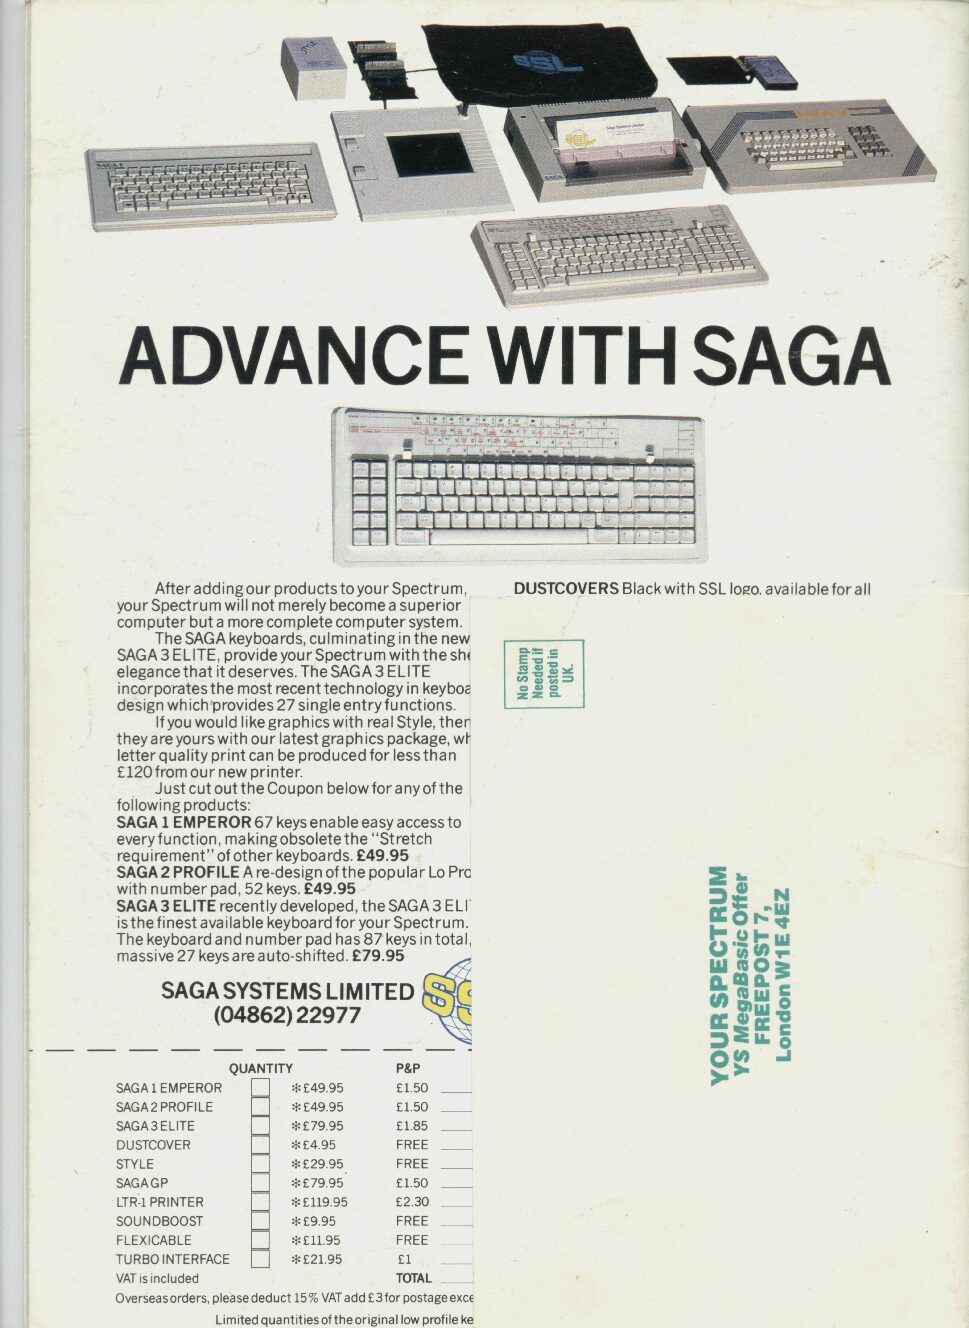 ADVANCE WITH SAGA
After adding our products to your Spectrum,
your Spectrum will not merely become a superior
computer but a more complete computer system.
The SAGA keyboards, culminating in the new
SAGA 3 ELITE, provide your Spectrum with the
elegance that it deserves. The SAGA 3 ELITE
incorporates the most recent technology in
design which provides 27 single entry functions.
If you would like graphics with real Style, then
they are yours with our latest graphics package,
letter quality print can be produced for less than
£120 from our new printer.
Just cut out the Coupon below for any of the
following products:
SAGA 1 EMPEROR 67 keys enable easy access to
every function, making obsolete the "Stretch
requirement" of other keyboards. £49.95
SAGA 2 PROFILE A re-design of the popular Lo
with number pad, 52 keys. £49.95
SAGA 3 ELITE recently developed, the SAGA 3
is the finest available keyboard for your Spectrum.
The keyboard and number pad has 87 keys in total,
massive 27 keys are auto-shifted. £79.95
SAGA SYSTEMS LIMITED
(04862) 22977
DUSTCOVERS Black with SSL logo, available for all
No Stamp
Needed if
posted in
UK.
YOUR SPECTRUM
YS MegaBasic Offer
FREEPOST 7,
London W1E 4EZ
QUANTITY P&P
SAGA 1 EMPEROR *£49.95 £1.50
SAGA 2 PROFILE *£49.95 £1.50
SAGA 3 ELITE *£79.95 £1.85
DUSTCOVER *£4.95 FREE
STYLE *£29.95 FREE
SAGA GP *£79.95 £1.50
LTR-1 PRINTER *£119.95 £2.30
SOUNDBOOST *£9.95 FREE
FLEXICABLE *£11.95 FREE
TURBO INTERFACE *£21.95 £1
VAT is included TOTAL
Overseas orders, please deduct 15% VAT add £3 for postage
Limited quantities of the original low profile